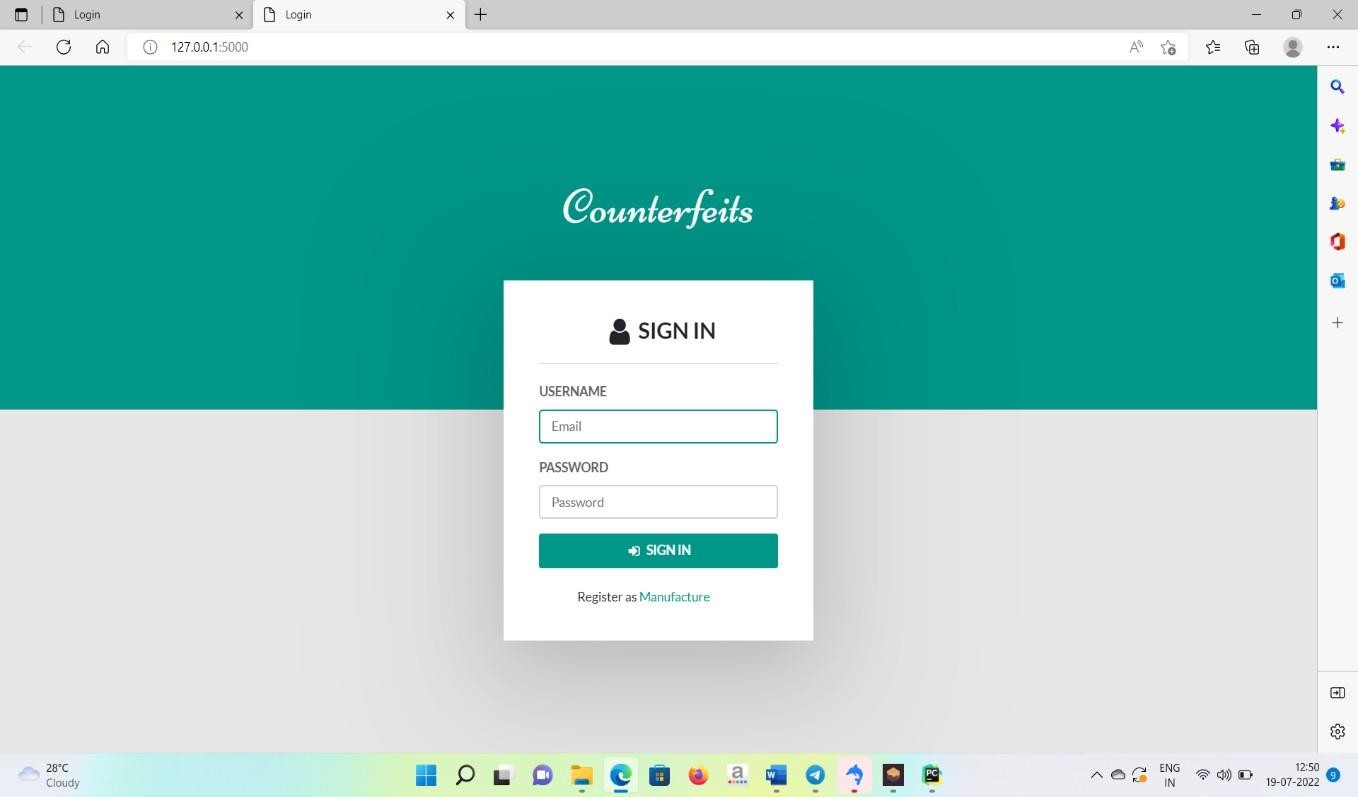 Login
Login
127.0.0.1:5000
Counterfeits
SIGN IN
USERNAME
Email
PASSWORD
Password
SIGN IN
Register as Manufacture
28°C
Cloudy
ENG
IN
12:50
19-07-2022
9